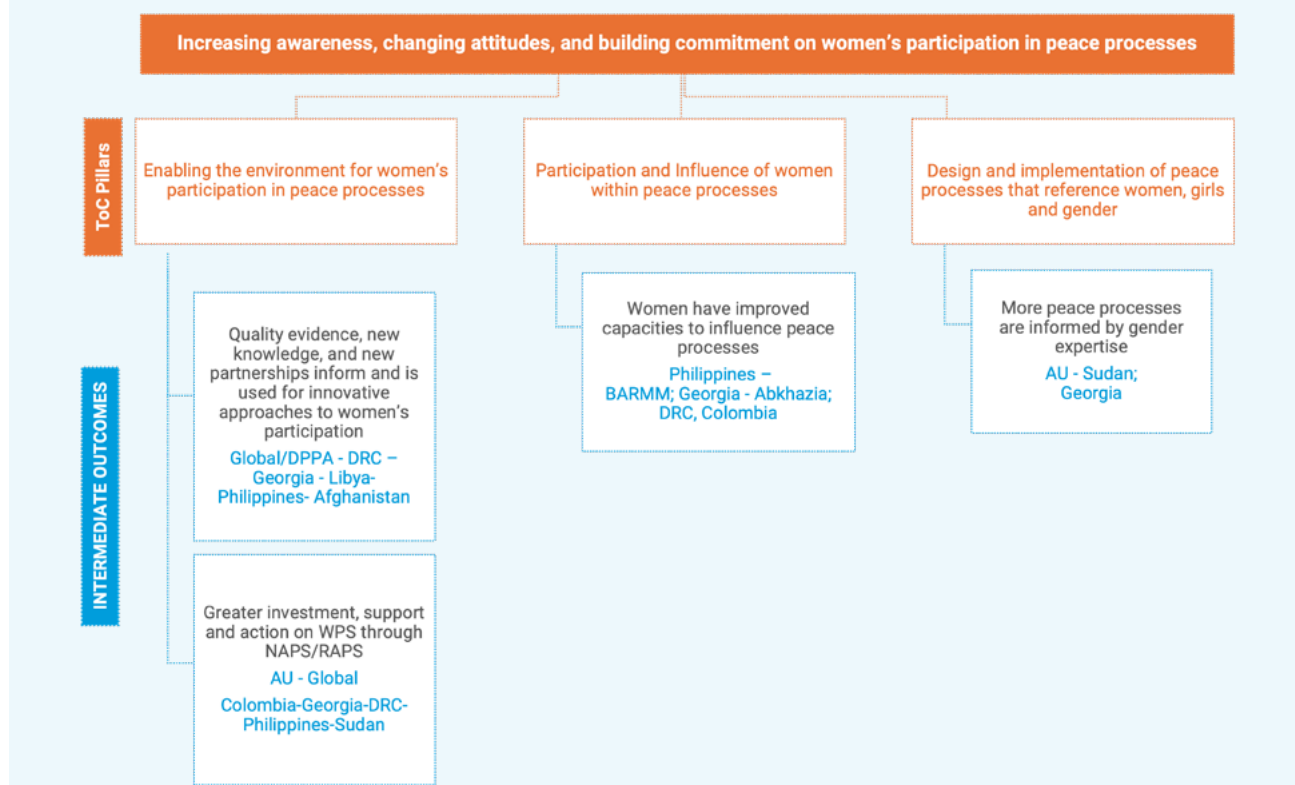 Increasing awareness, changing attitudes, and building commitment on women's participation in peace processes
ToC Pillars
Enabling the environment for women's
participation in peace processes
Participation and Influence of women
within peace processes
Design and implementation of peace
processes that reference women, girls
and gender
INTERMEDIATE OUTCOMES
Quality evidence, new
knowledge, and new
partnerships inform and is
used for innovative
approaches to women's
participation
Global/DPPA - DRC –
Georgia - Libya-
Philippines- Afghanistan
Greater investment, support
and action on WPS through
NAPS/RAPS
AU - Global
Colombia-Georgia-DRC-
Philippines-Sudan
Women have improved
capacities to influence peace
processes
Philippines –
BARMM; Georgia - Abkhazia;
DRC, Colombia
More peace processes
are informed by gender
expertise
AU - Sudan;
Georgia